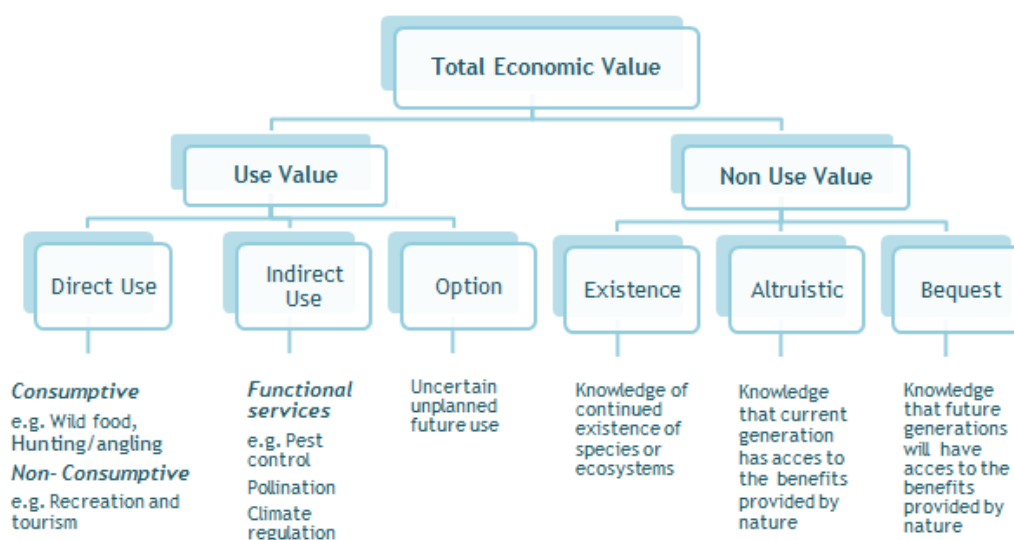 Total Economic Value
Use Value
Non Use Value
Direct Use
Indirect
Use
Option
Existence
Altruistic
Bequest
Consumptive
e.g. Wild food,
Hunting/angling
Non- Consumptive
e.g. Recreation and
tourism
Functional
services
e.g. Pest
control
Pollination
Climate
regulation
Uncertain
unplanned
future use
Knowledge of
continued
existence of
species or
ecosystems
Knowledge
that current
generation
has acces to
the benefits
provided by
nature
Knowledge
that future
generations
will have
acces to the
benefits
provided by
nature